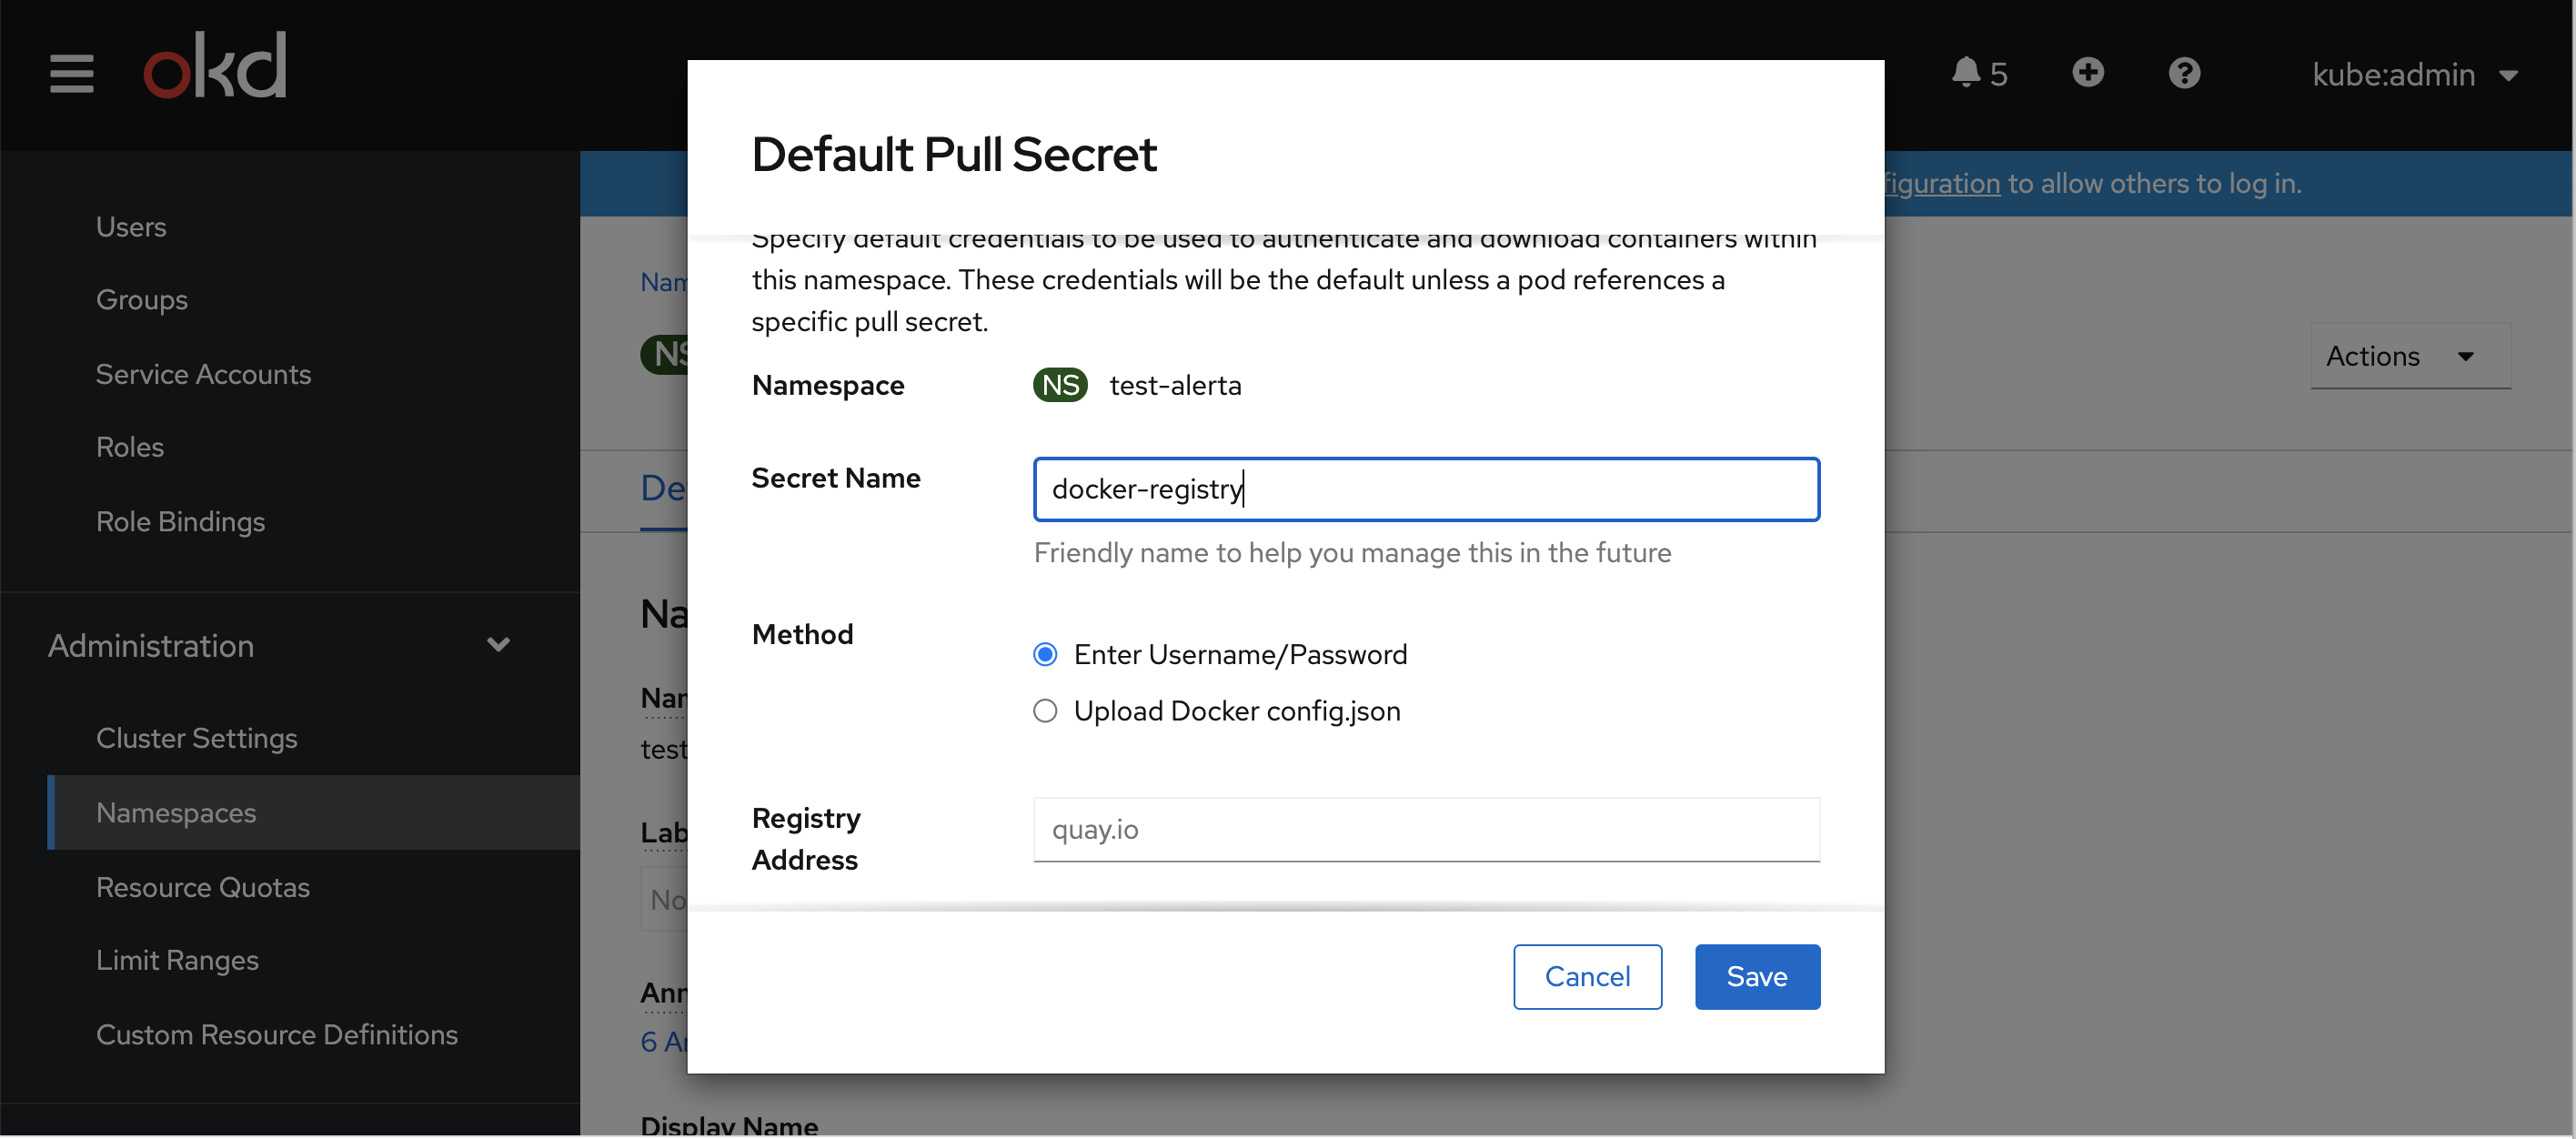 okd
5
kube:admin
Default Pull Secret
figuration to allow others to log in.
Users
Groups
Service Accounts
Roles
Role Bindings
Administration
Cluster Settings
Namespaces
Resource Quotas
Limit Ranges
Custom Resource Definitions
Nam
NS
Actions
De
Na
Nam
test
Lab
No
Ann
6 An
Display Name
Specify default credentials to be used to authenticate and download containers within
this namespace. These credentials will be the default unless a pod references a
specific pull secret.
Namespace
NS test-alerta
Secret Name
docker-registry
Friendly name to help you manage this in the future
Method
Enter Username/Password
Upload Docker config.json
Registry
Address
quay.io
Cancel
Save